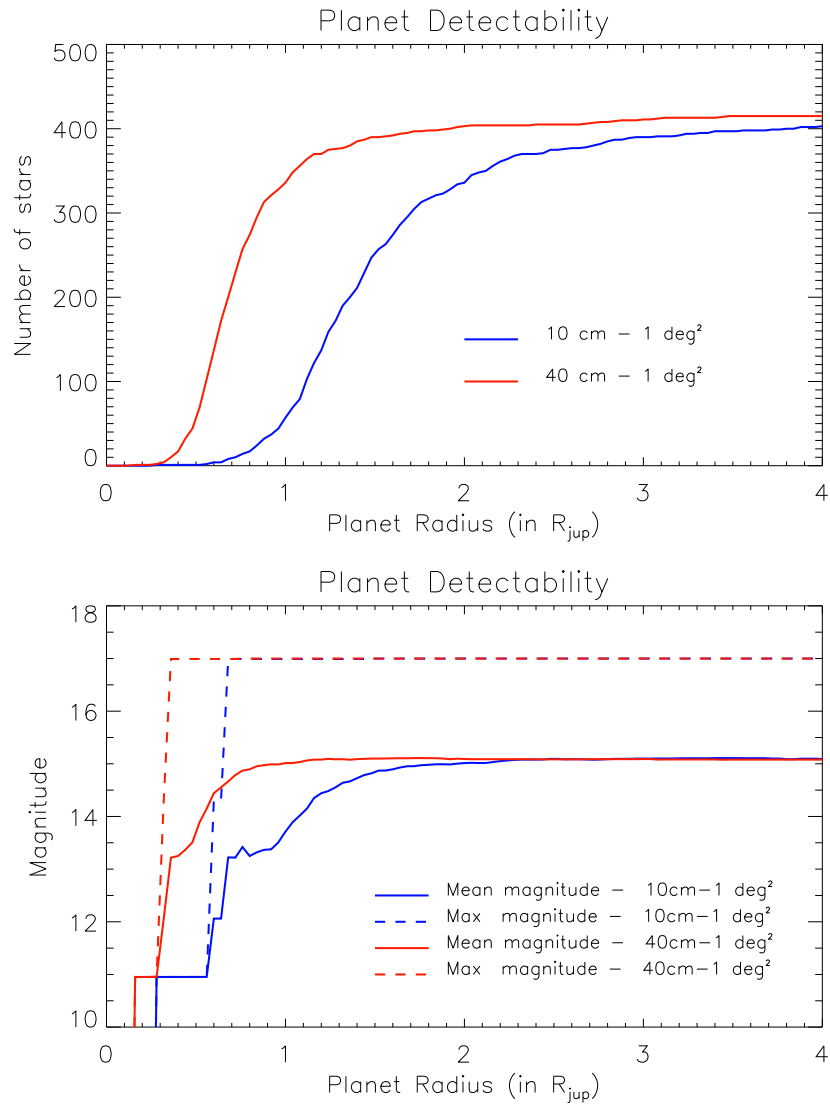 Planet Detectability
500
400
300
200
100
0
Number of stars
10 cm – 1 deg²
40 cm – 1 deg²
0 1 2 3 4
Planet Radius (in R_jup)
Planet Detectability
18
16
14
12
10
Magnitude
Mean magnitude – 10cm–1 deg²
Max magnitude – 10cm–1 deg²
Mean magnitude – 40cm–1 deg²
Max magnitude – 40cm–1 deg²
0 1 2 3 4
Planet Radius (in R_jup)